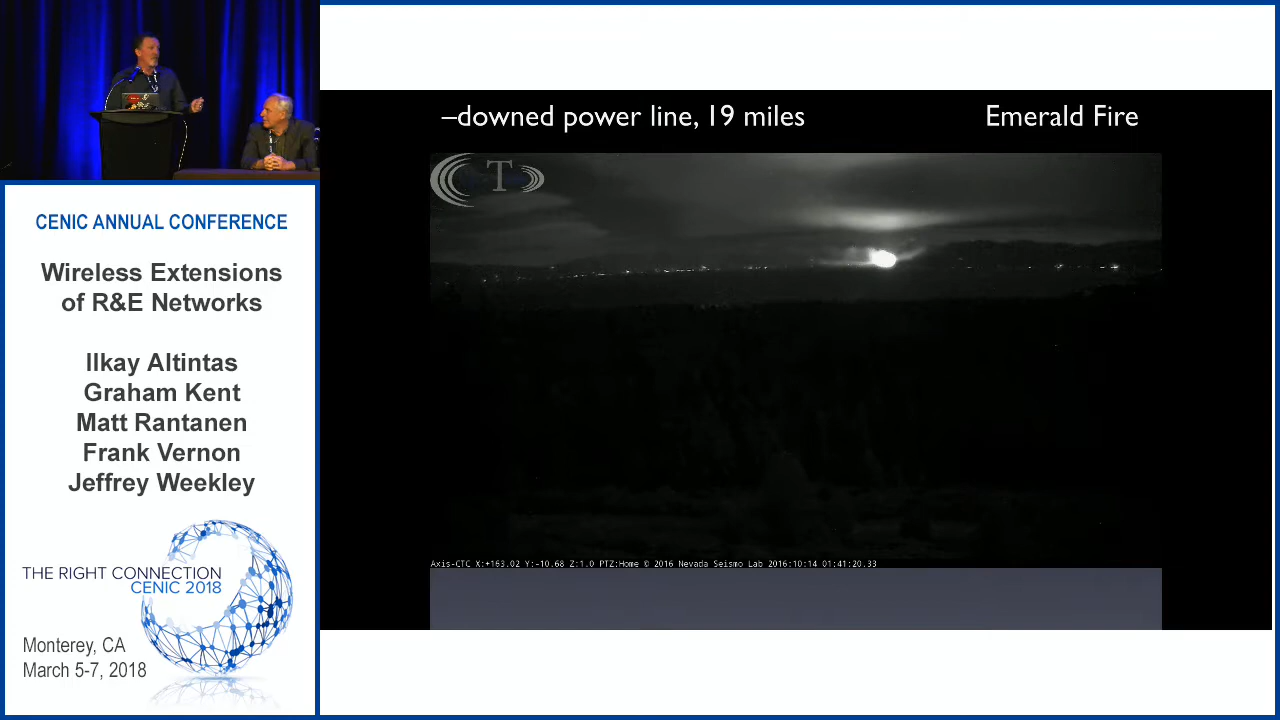 –downed power line, 19 miles
Emerald Fire
T
Axis-CTC X:+163.02 Y:-10.68 Z:1.0 PTZ:Home © 2016 Nevada Seismo Lab 2016:10:14 01:41:20.33
CENIC ANNUAL CONFERENCE
Wireless Extensions
of R&E Networks
Ilkay Altintas
Graham Kent
Matt Rantanen
Frank Vernon
Jeffrey Weekley
THE RIGHT CONNECTION
CENIC 2018
Monterey, CA
March 5-7, 2018